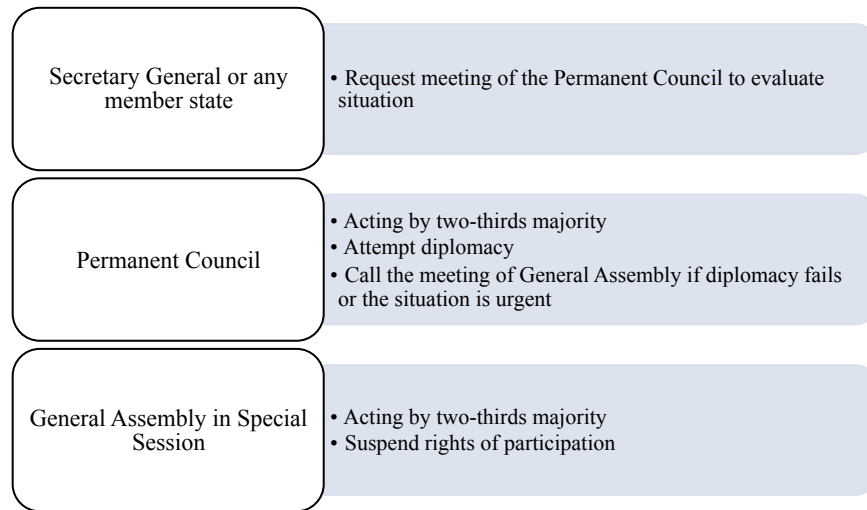 Secretary General or any
member state
• Request meeting of the Permanent Council to evaluate
situation
Permanent Council
• Acting by two-thirds majority
• Attempt diplomacy
• Call the meeting of General Assembly if diplomacy fails
or the situation is urgent
General Assembly in Special
Session
• Acting by two-thirds majority
• Suspend rights of participation